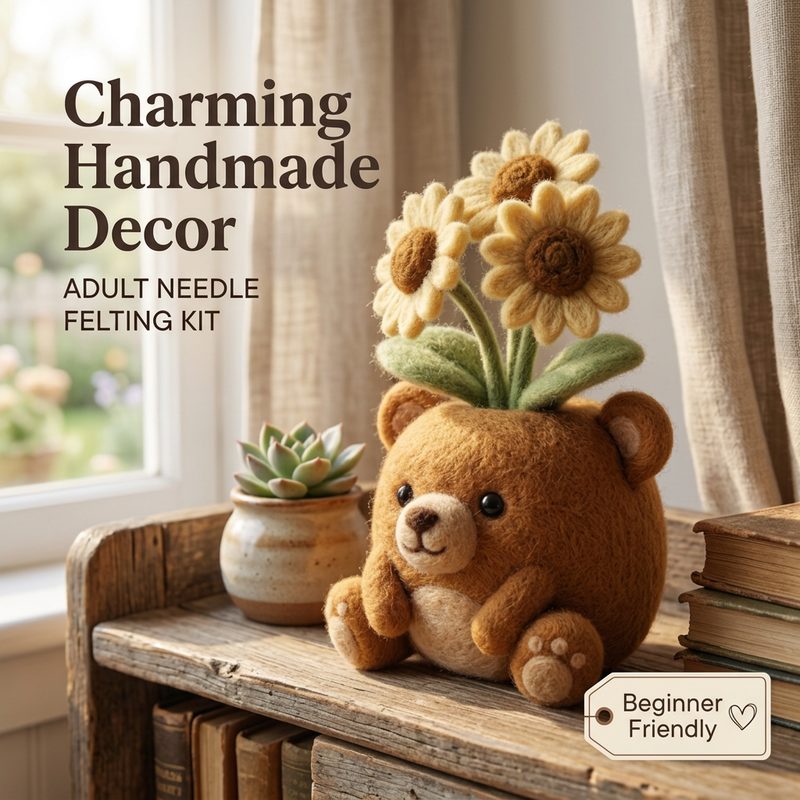 Charming
Handmade
Decor
ADULT NEEDLE
FELTING KIT
Beginner
Friendly